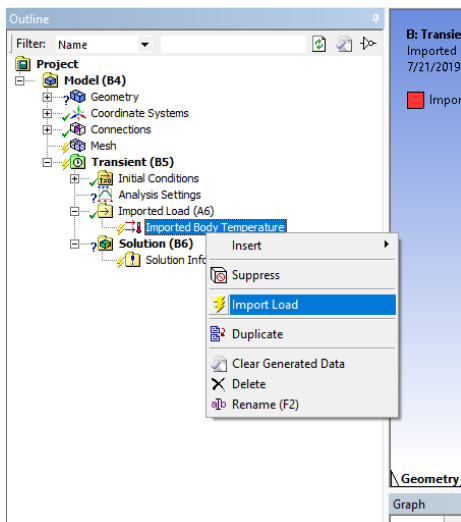 Outline
Filter: Name
Project
Model (B4)
Geometry
Coordinate Systems
Connections
Mesh
Transient (B5)
T=0
Initial Conditions
Analysis Settings
Imported Load (A6)
Imported Body Temperature
Solution (B6)
Solution Info
Insert
Suppress
Import Load
Duplicate
Clear Generated Data
Delete
Rename (F2)
B: Transie
Imported
7/21/2019
Impor
Geometry
Graph